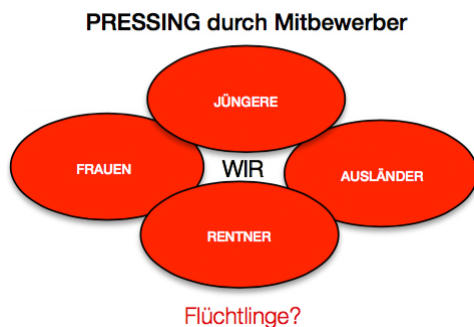 PRESSING durch Mitbewerber
JÜNGERE
FRAUEN
WIR
AUSLÄNDER
RENTNER
Flüchtlinge?